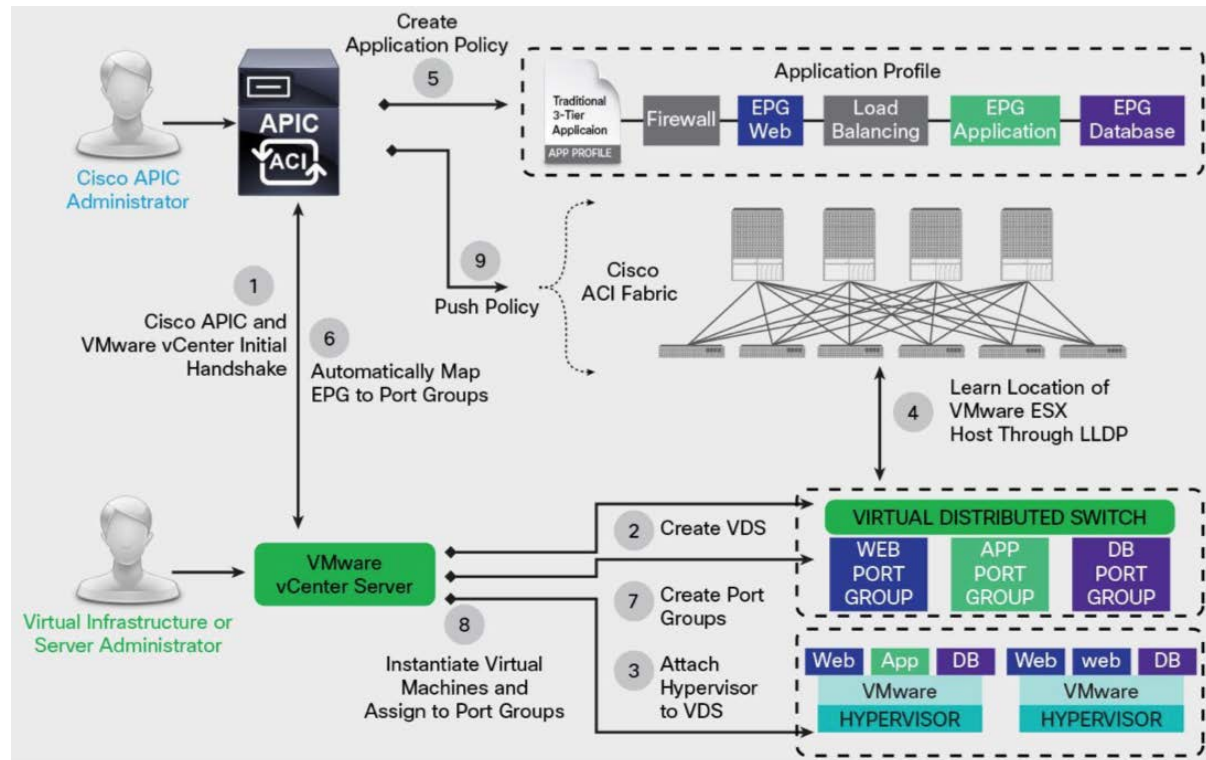 Create
Application Policy
5
Application Profile
Traditional
3-Tier
Applicaion
APP PROFILE
Firewall
EPG
Web
Load
Balancing
EPG
Application
EPG
Database
APIC
ACI
Cisco APIC
Administrator
9
Push Policy
Cisco
ACI Fabric
1
Cisco APIC and
VMware vCenter Initial
Handshake
6
Automatically Map
EPG to Port Groups
4
Learn Location of
VMware ESX
Host Through LLDP
Virtual Infrastructure or
Server Administrator
VMware
vCenter Server
2
Create VDS
7
Create Port
Groups
8
Instantiate Virtual
Machines and
Assign to Port Groups
3
Attach
Hypervisor
to VDS
VIRTUAL DISTRIBUTED SWITCH
WEB
PORT
GROUP
APP
PORT
GROUP
DB
PORT
GROUP
Web App DB
VMware
HYPERVISOR
Web web DB
VMware
HYPERVISOR